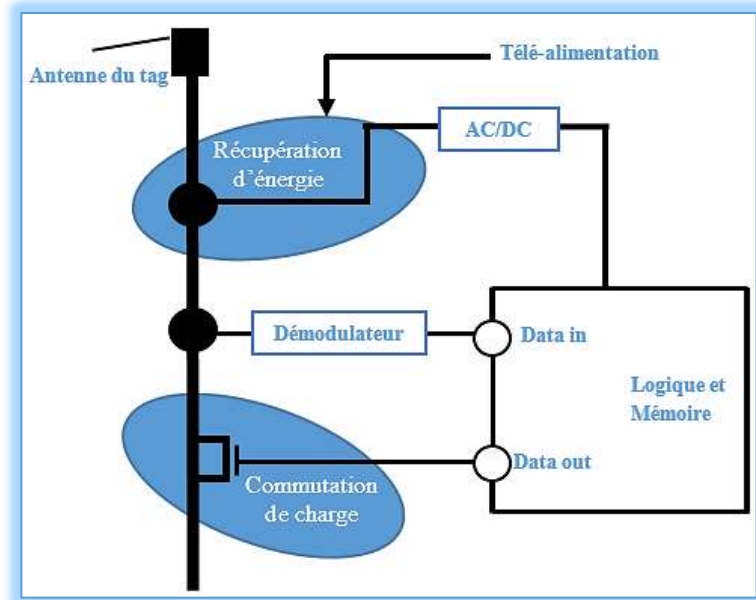 Télé-alimentation
Antenne du tag
AC/DC
Récupération
d'énergie
Démodulateur
Data in
Logique et
Mémoire
Data out
Commutation
de charge